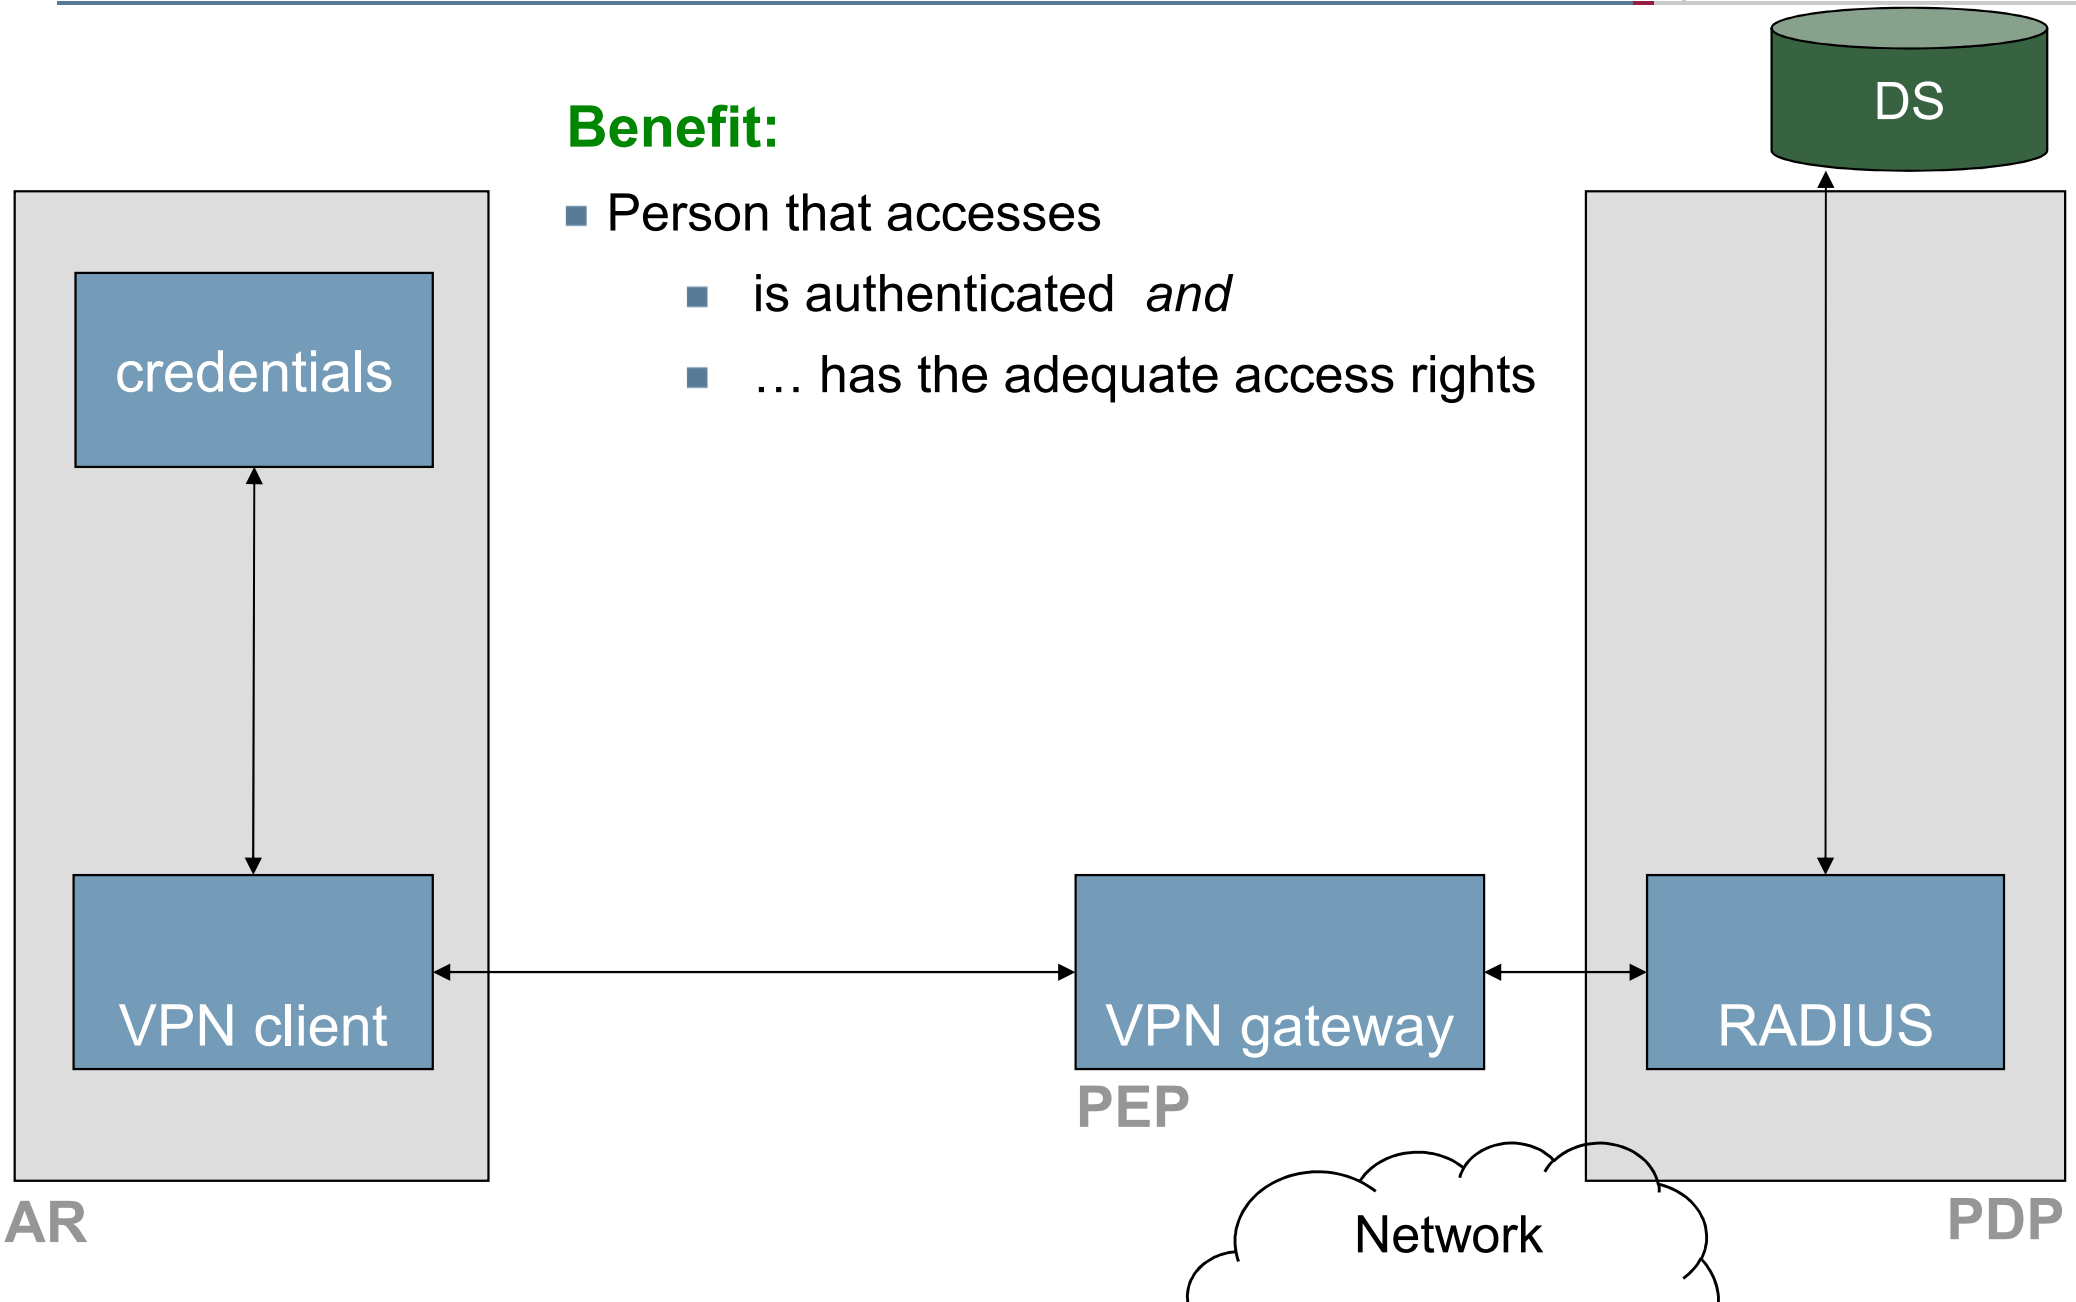 DS
Benefit:
Person that accesses
is authenticated and
… has the adequate access rights
credentials
VPN client
VPN gateway
RADIUS
PEP
AR
PDP
Network